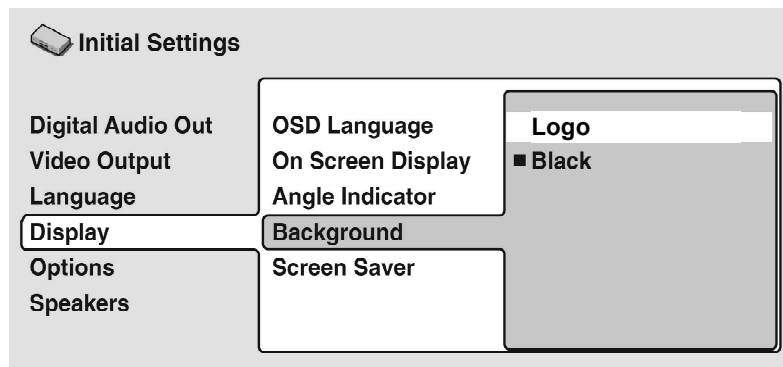 Initial Settings
Digital Audio Out
Video Output
Language
Display
Options
Speakers
OSD Language
On Screen Display
Angle Indicator
Background
Screen Saver
Logo
Black